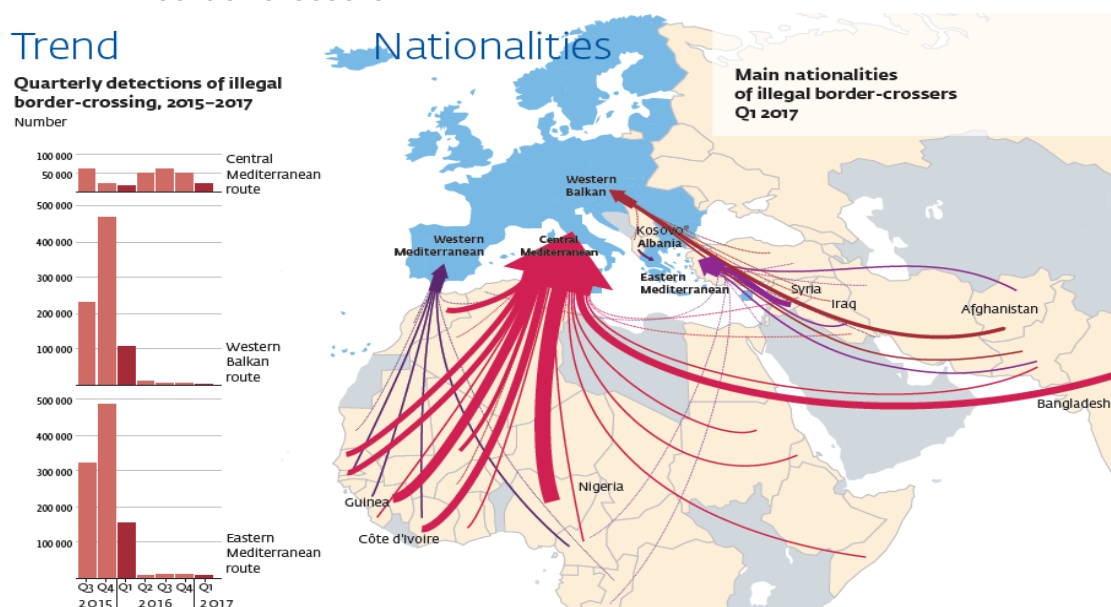 Trend
Quarterly detections of illegal
border-crossing, 2015–2017
Number
100 000
50 000
Central
Mediterranean
route
500 000
400 000
300 000
200 000
100 000
Western
Balkan
route
500 000
400 000
300 000
200 000
100 000
Eastern
Mediterranean
route
Q3 Q4 Q1 Q2 Q3 Q4 Q1
2015 2016 2017
Nationalities
Main nationalities
of illegal border-crossers
Q1 2017
Western
Balkan
Western
Mediterranean
Central
Mediterranean
Kosovo*
Albania
Eastern
Mediterranean
Syria
Iraq
Afghanistan
Bangladesh
Nigeria
Guinea
Côte d'Ivoire